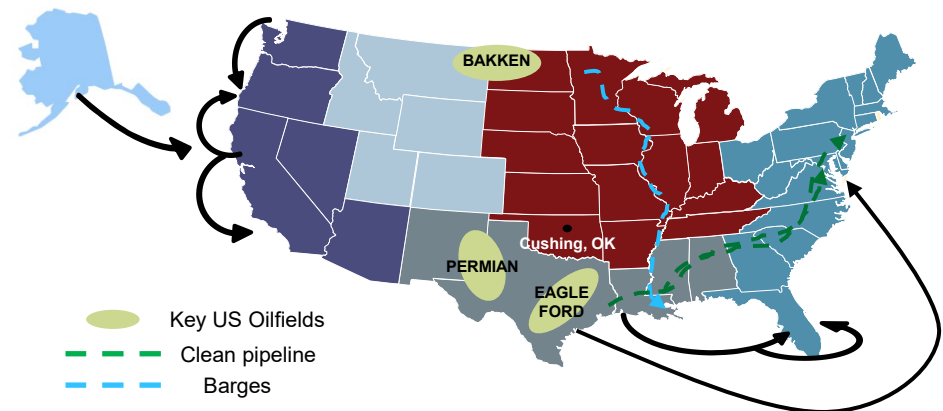 BAKKEN
Cushing, OK
PERMIAN
EAGLE
FORD
Key US Oilfields
Clean pipeline
Barges